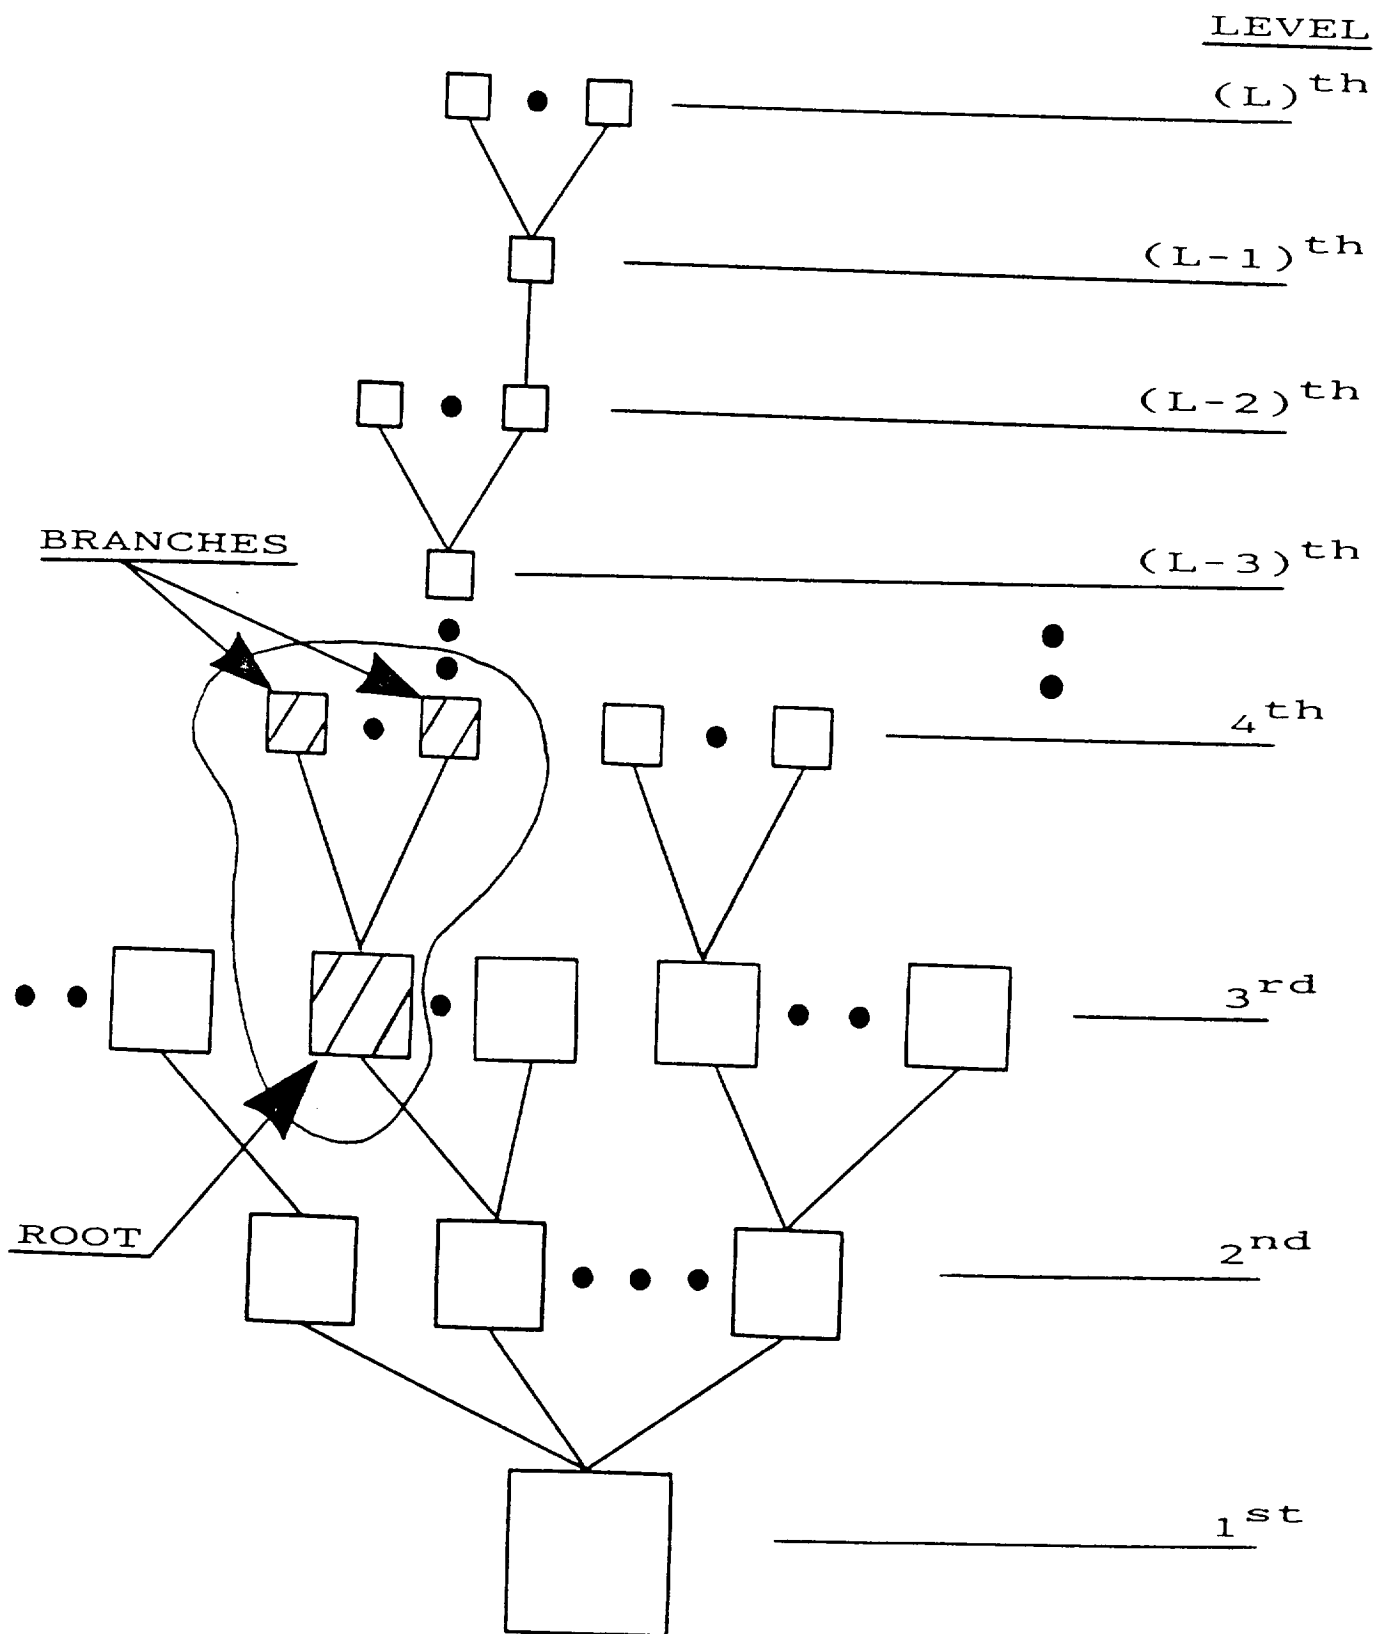 LEVEL
(L)th
(L-1)th
(L-2)th
BRANCHES
(L-3)th
4th
3rd
ROOT
2nd
1st